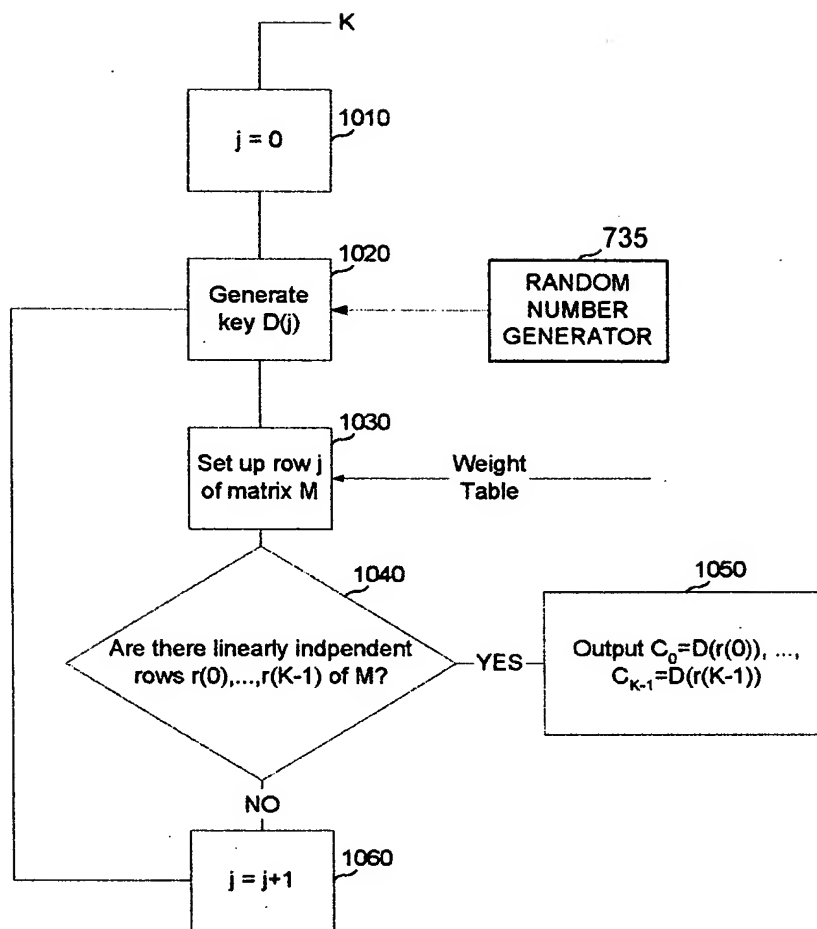 K
1010
j = 0
1020
735
Generate
key D(j)
RANDOM
NUMBER
GENERATOR
1030
Set up row j
of matrix M
Weight
Table
1040
1050
Are there linearly indpendent
rows r(0),...,r(K-1) of M?
YES
Output C₀=D(r(0)), ...,
Cₖ₋₁=D(r(K-1))
NO
1060
j = j+1